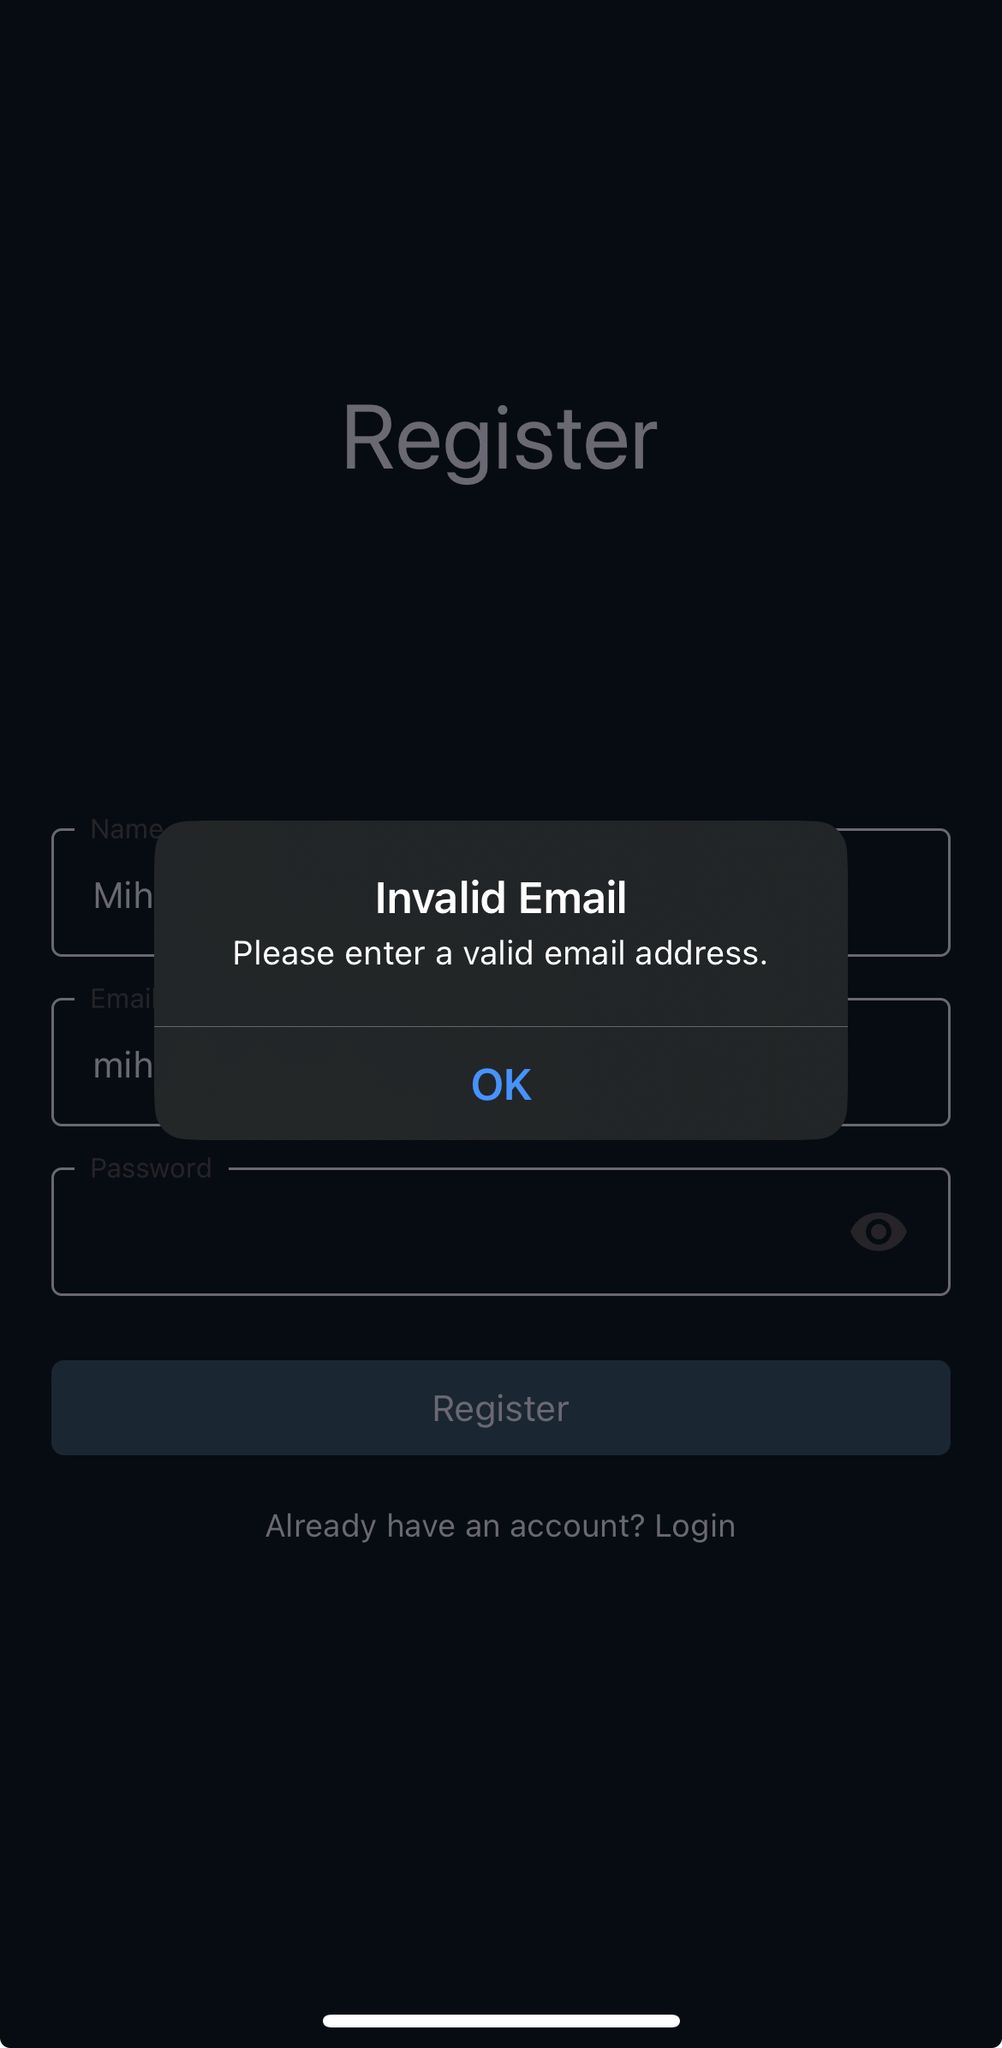 Register
Name
Mih
Invalid Email
Please enter a valid email address.
Email
mih
OK
Password
Register
Already have an account? Login